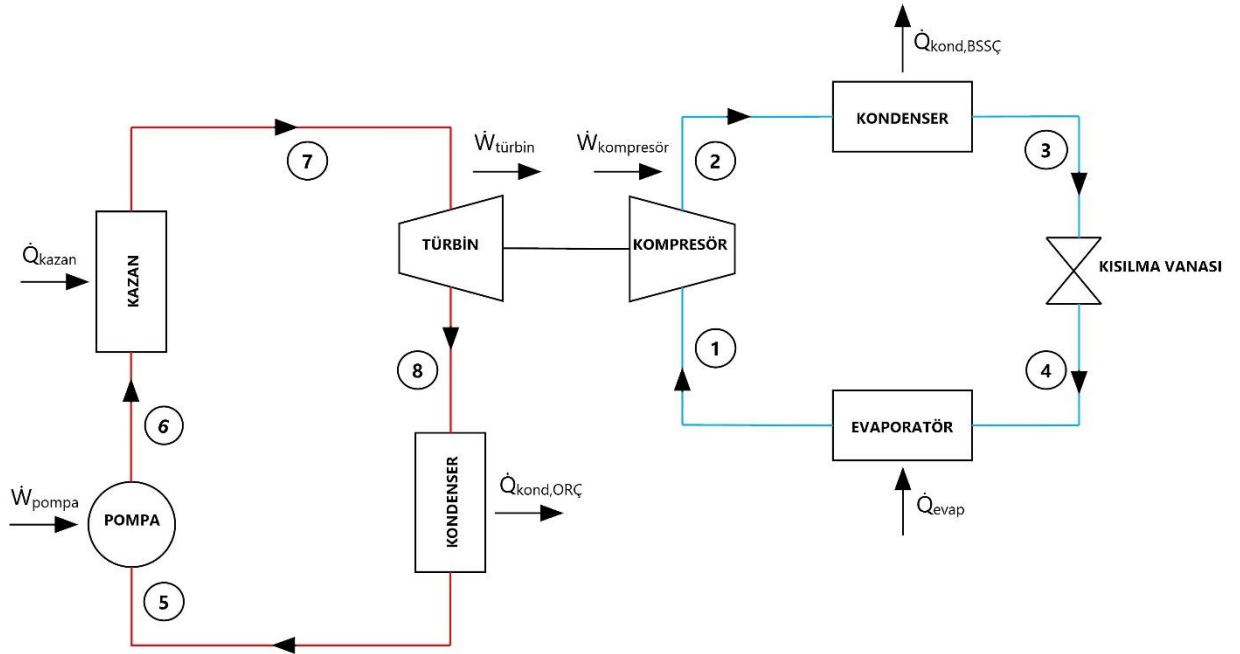 Q̇kond,BSSÇ
KONDENSER
7
Ẇtürbin
Ẇkompresör
2
3
Q̇kazan
KAZAN
TÜRBİN
KOMPRESÖR
KISILMA VANASI
8
1
4
6
EVAPORATÖR
Ẇpompa
POMPA
KONDENSER
Q̇kond,ORÇ
Q̇evap
5